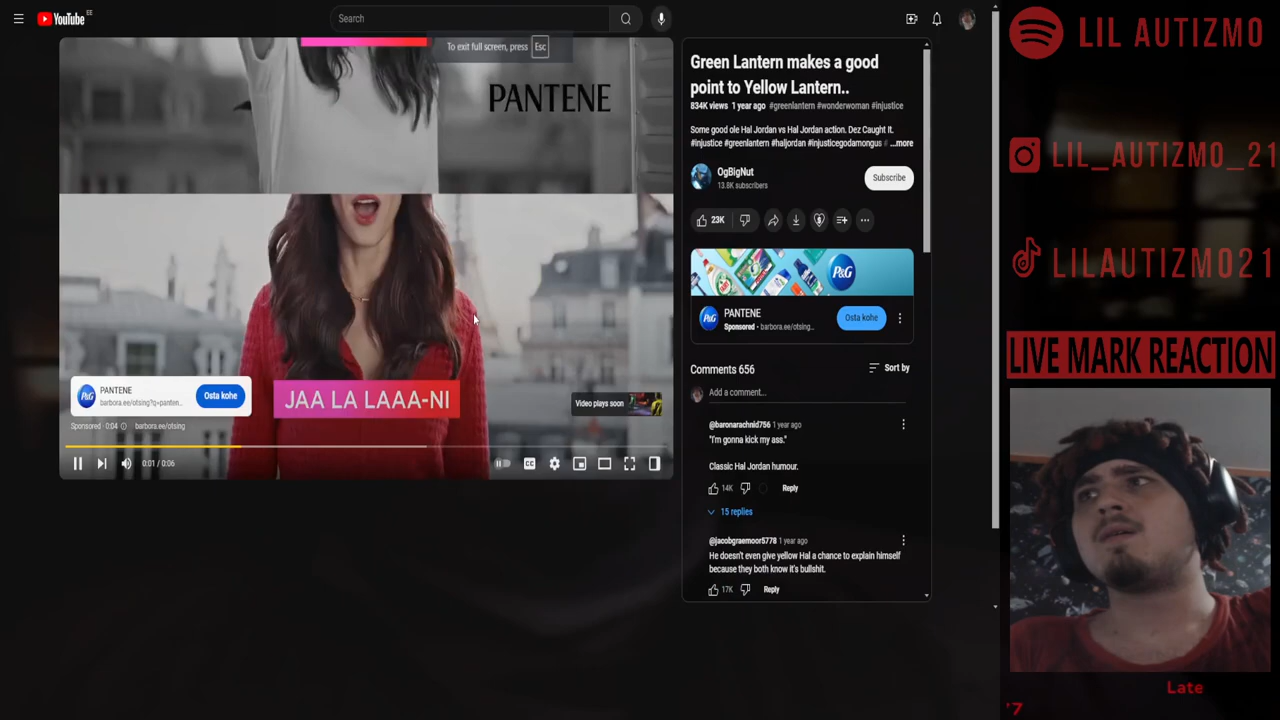 YouTube EE
Search
To exit full screen, press Esc
PANTENE
JAA LA LAAA-NI
PANTENE
barbora.ee/otsing?q=panten...
Osta kohe
Video plays soon
Sponsored · 0:04
barbora.ee/otsing
0:01 / 0:06
CC
Green Lantern makes a good
point to Yellow Lantern..
834K views 1 year ago #greenlantern #wonderwoman #injustice
Some good ole Hal Jordan vs Hal Jordan action. Dez Caught It.
#injustice #greenlantern #haljordan #injusticegodamongus # ...more
OgBigNut
13.8K subscribers
Subscribe
23K
P&G
P&G
PANTENE
Sponsored · barbora.ee/otsing...
Osta kohe
Comments 656
Sort by
Add a comment...
@baronarachnid756 1 year ago
"I'm gonna kick my ass."
Classic Hal Jordan humour.
14K
Reply
15 replies
@jacobgraemoor5778 1 year ago
He doesn't even give yellow Hal a chance to explain himself
because they both know it's bullshit.
17K
Reply
LIL AUTIZMO
LIL_AUTIZMO_21
LILAUTIZMO21
LIVE MARK REACTION
Late